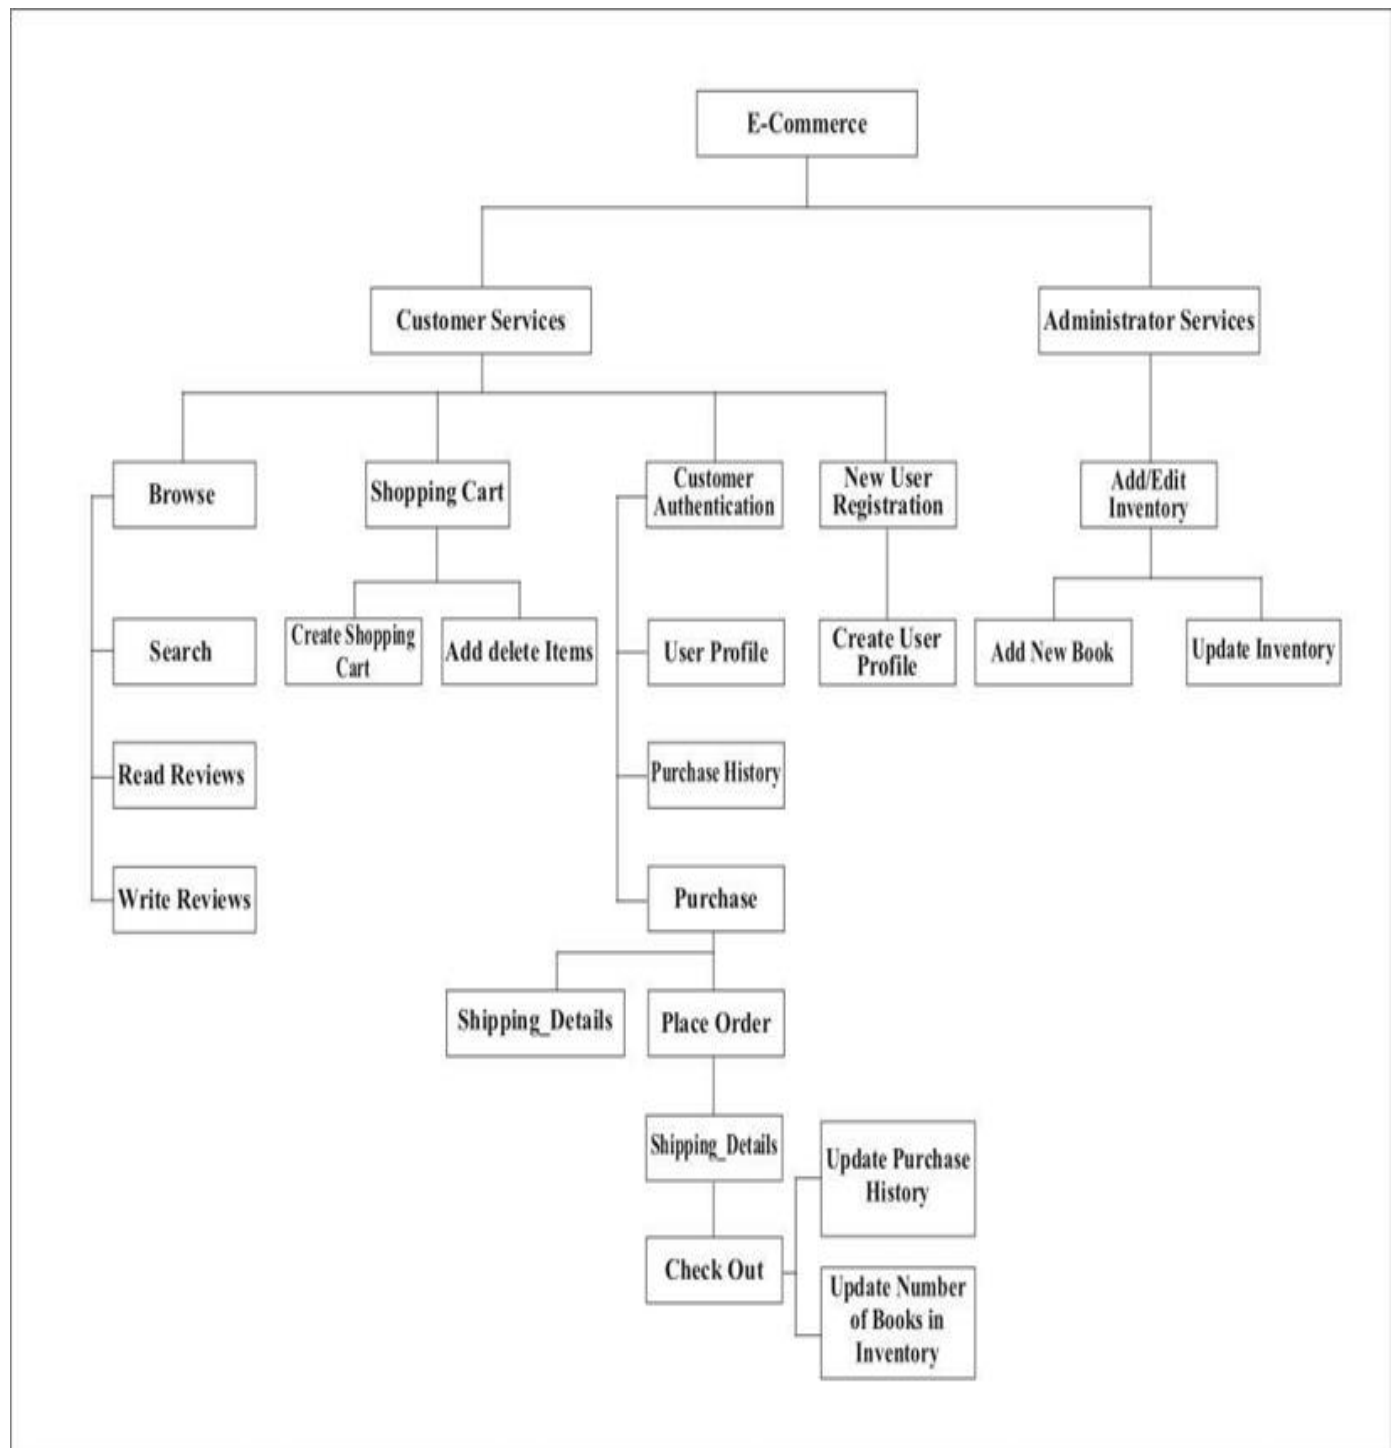 E-Commerce
Customer Services
Administrator Services
Browse
Shopping Cart
Customer
Authentication
New User
Registration
Add/Edit
Inventory
Search
Create Shopping
Cart
Add delete Items
User Profile
Create User
Profile
Add New Book
Update Inventory
Read Reviews
Purchase History
Write Reviews
Purchase
Shipping_Details
Place Order
Shipping_Details
Update Purchase
History
Check Out
Update Number
of Books in
Inventory